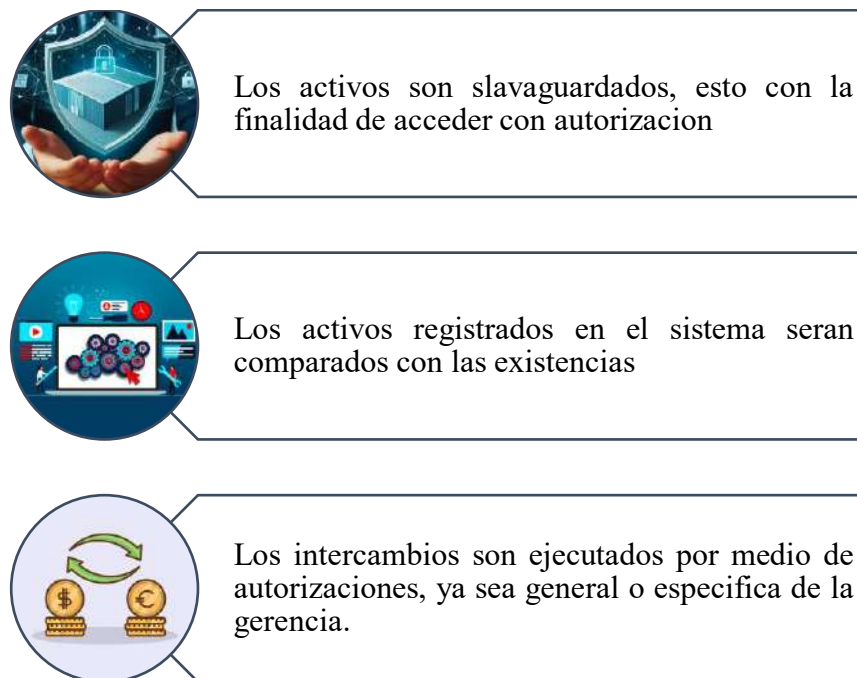 Los activos son slavaguardados, esto con la
finalidad de acceder con autorizacion
Los activos registrados en el sistema seran
comparados con las existencias
$
€
Los intercambios son ejecutados por medio de
autorizaciones, ya sea general o especifica de la
gerencia.